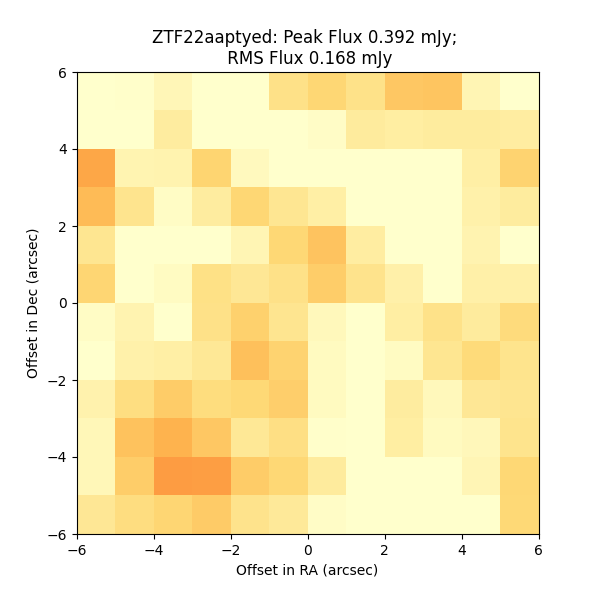 ZTF22aaptyed: Peak Flux 0.392 mJy;
RMS Flux 0.168 mJy
6
4
2
0
−2
−4
−6
Offset in Dec (arcsec)
−6 −4 −2 0 2 4 6
Offset in RA (arcsec)